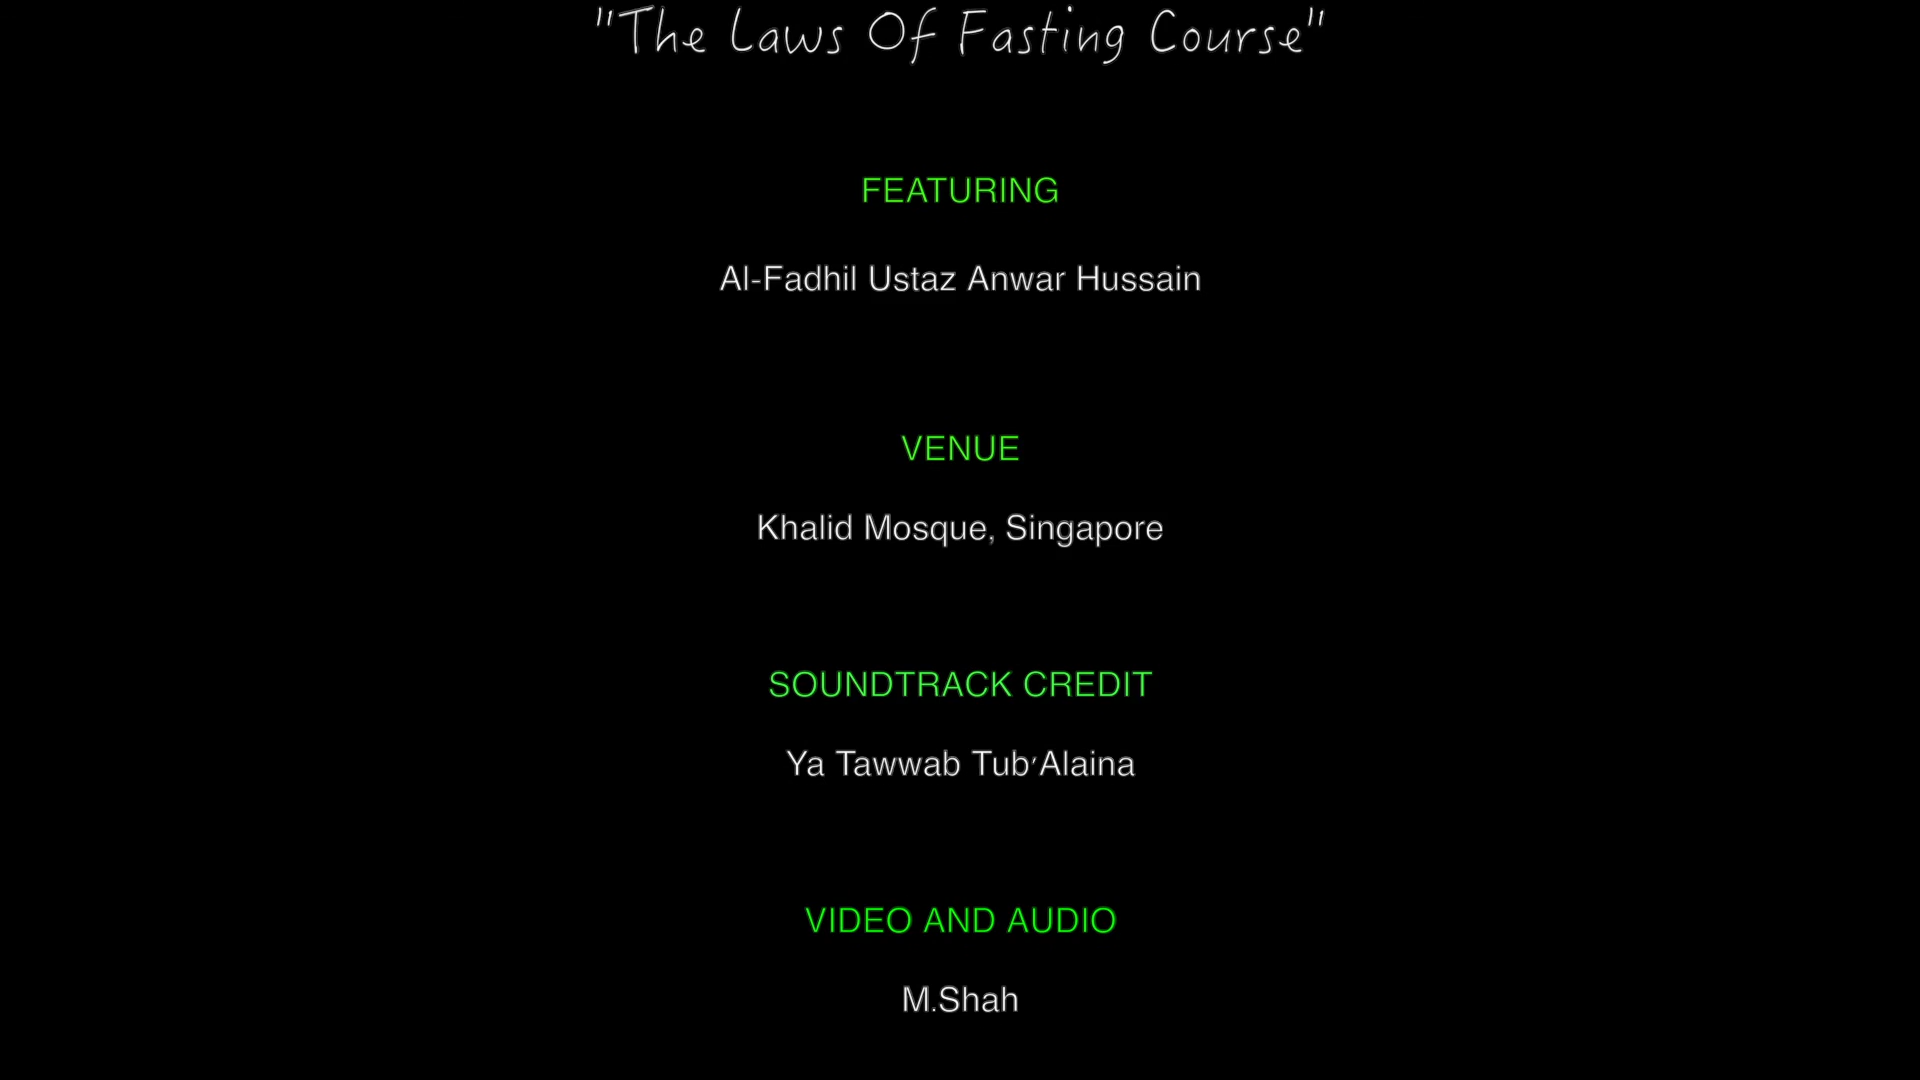 "The Laws Of Fasting Course"
FEATURING
Al-Fadhil Ustaz Anwar Hussain
VENUE
Khalid Mosque, Singapore
SOUNDTRACK CREDIT
Ya Tawwab Tub'Alaina
VIDEO AND AUDIO
M.Shah